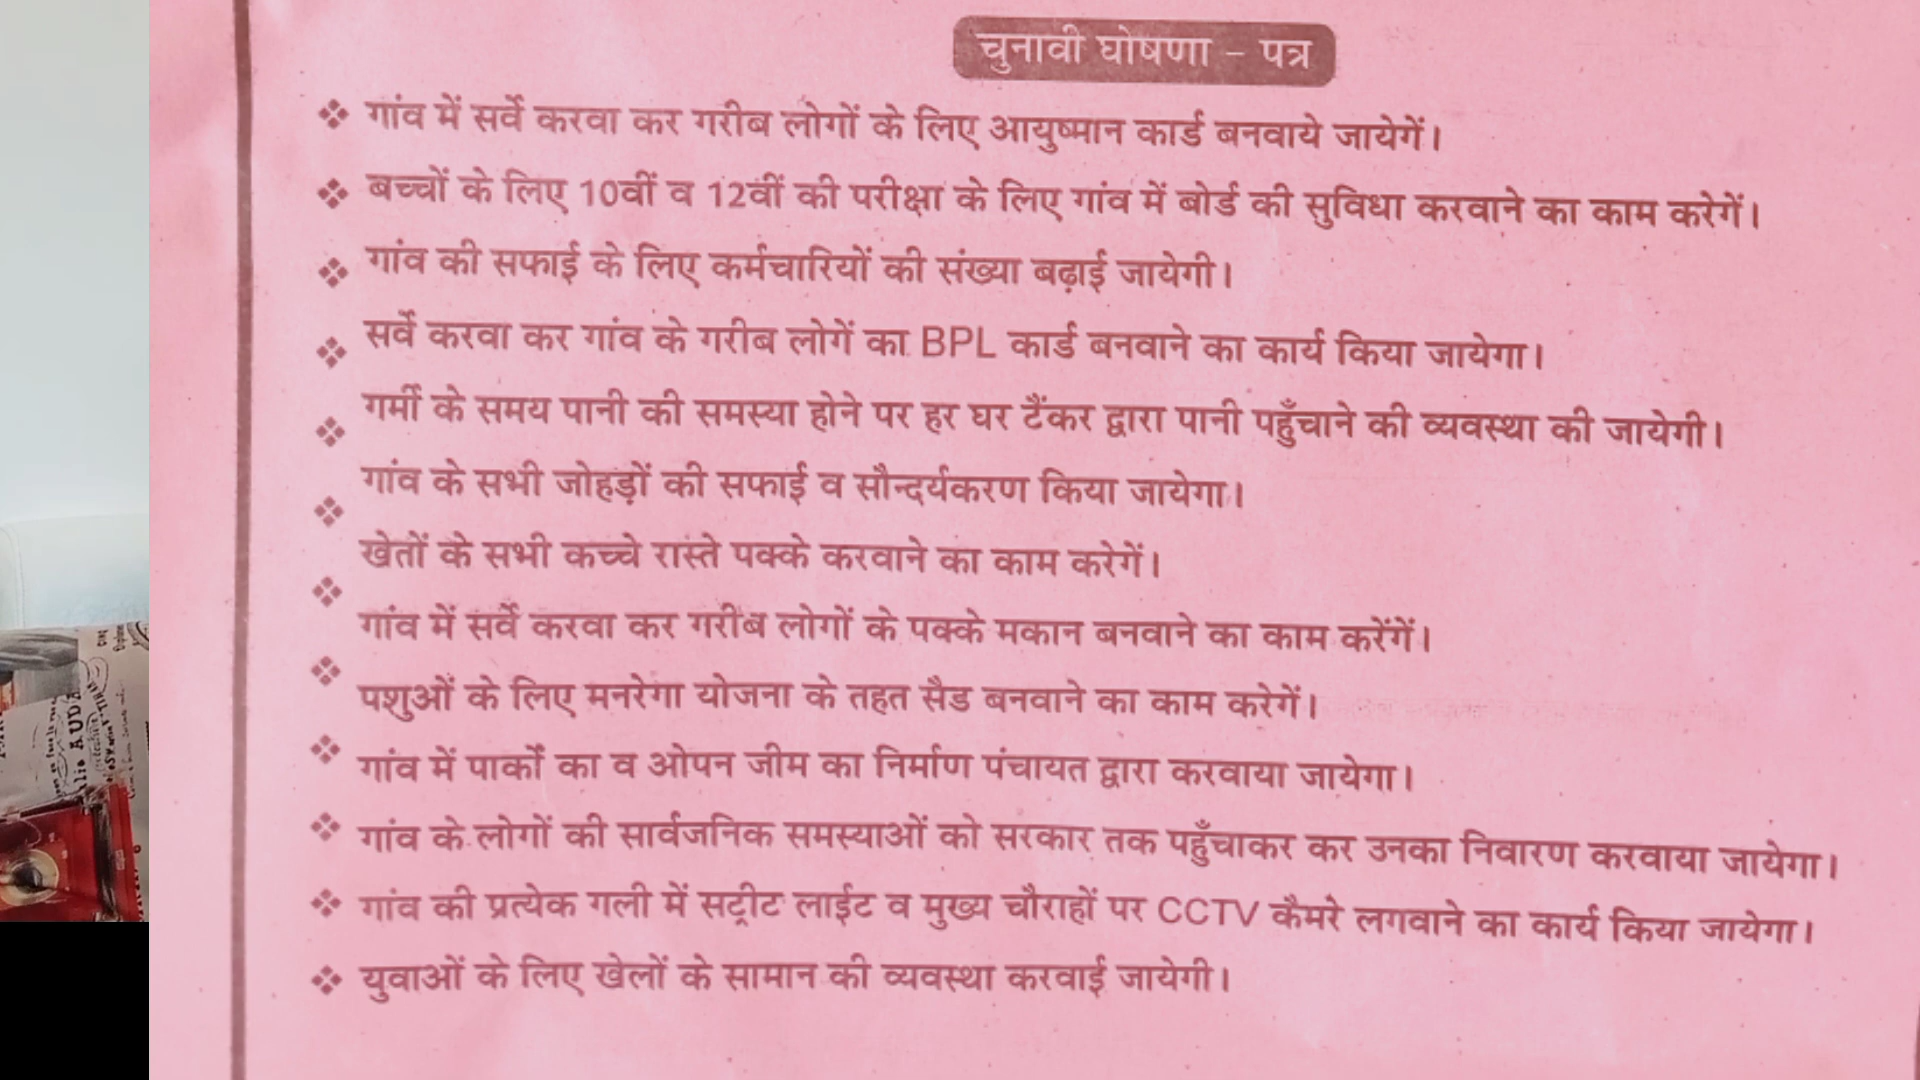 चुनावी घोषणा – पत्र
❖ गांव में सर्वे करवा कर गरीब लोगों के लिए आयुष्मान कार्ड बनवाये जायेगें।
❖ बच्चों के लिए 10वीं व 12वीं की परीक्षा के लिए गांव में बोर्ड की सुविधा करवाने का काम करेगें।
❖ गांव की सफाई के लिए कर्मचारियों की संख्या बढ़ाई जायेगी।
❖ सर्वे करवा कर गांव के गरीब लोगें का BPL कार्ड बनवाने का कार्य किया जायेगा।
❖ गर्मी के समय पानी की समस्या होने पर हर घर टैंकर द्वारा पानी पहुँचाने की व्यवस्था की जायेगी।
❖ गांव के सभी जोहड़ों की सफाई व सौन्दर्यकरण किया जायेगा।
❖ खेतों के सभी कच्चे रास्ते पक्के करवाने का काम करेगें।
❖ गांव में सर्वे करवा कर गरीब लोगों के पक्के मकान बनवाने का काम करेंगें।
❖ पशुओं के लिए मनरेगा योजना के तहत सैड बनवाने का काम करेगें।
❖ गांव में पार्कों का व ओपन जीम का निर्माण पंचायत द्वारा करवाया जायेगा।
❖ गांव के लोगों की सार्वजनिक समस्याओं को सरकार तक पहुँचाकर कर उनका निवारण करवाया जायेगा।
❖ गांव की प्रत्येक गली में सट्रीट लाईट व मुख्य चौराहों पर CCTV कैमरे लगवाने का कार्य किया जायेगा।
❖ युवाओं के लिए खेलों के सामान की व्यवस्था करवाई जायेगी।